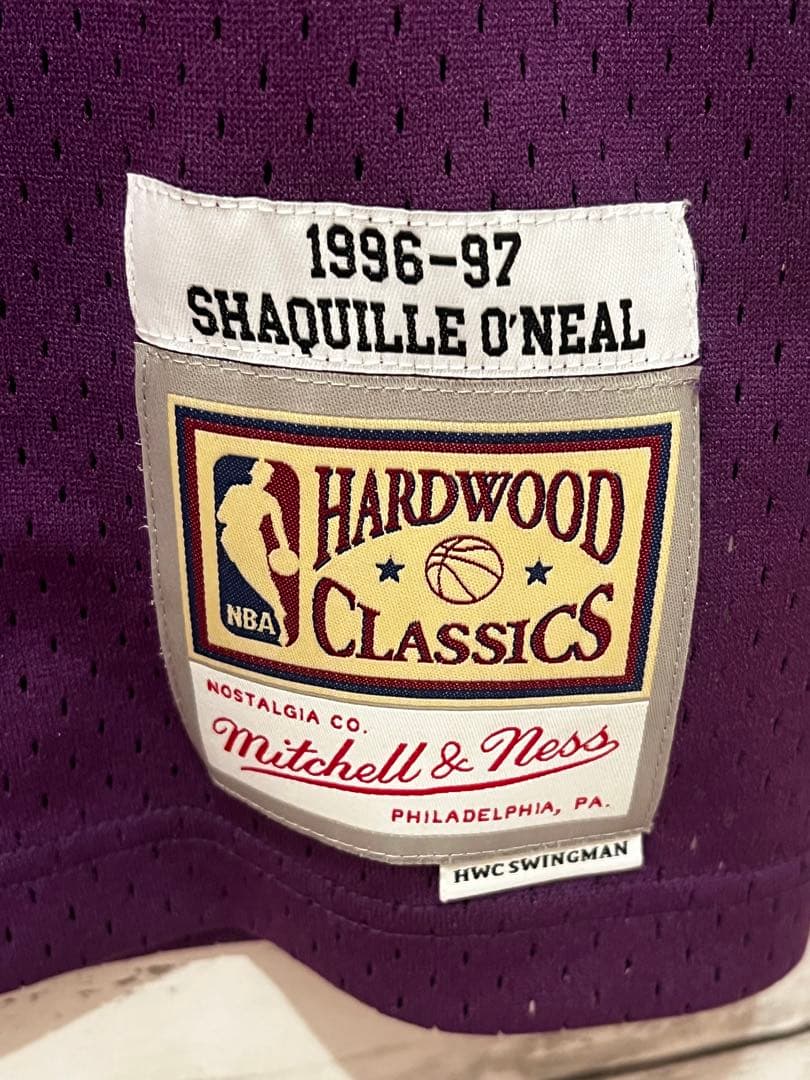 1996-97
SHAQUILLE O'NEAL
HARDWOOD
CLASSICS
NBA
NOSTALGIA CO.
Mitchell & Ness
PHILADELPHIA, PA.
HWC SWINGMAN